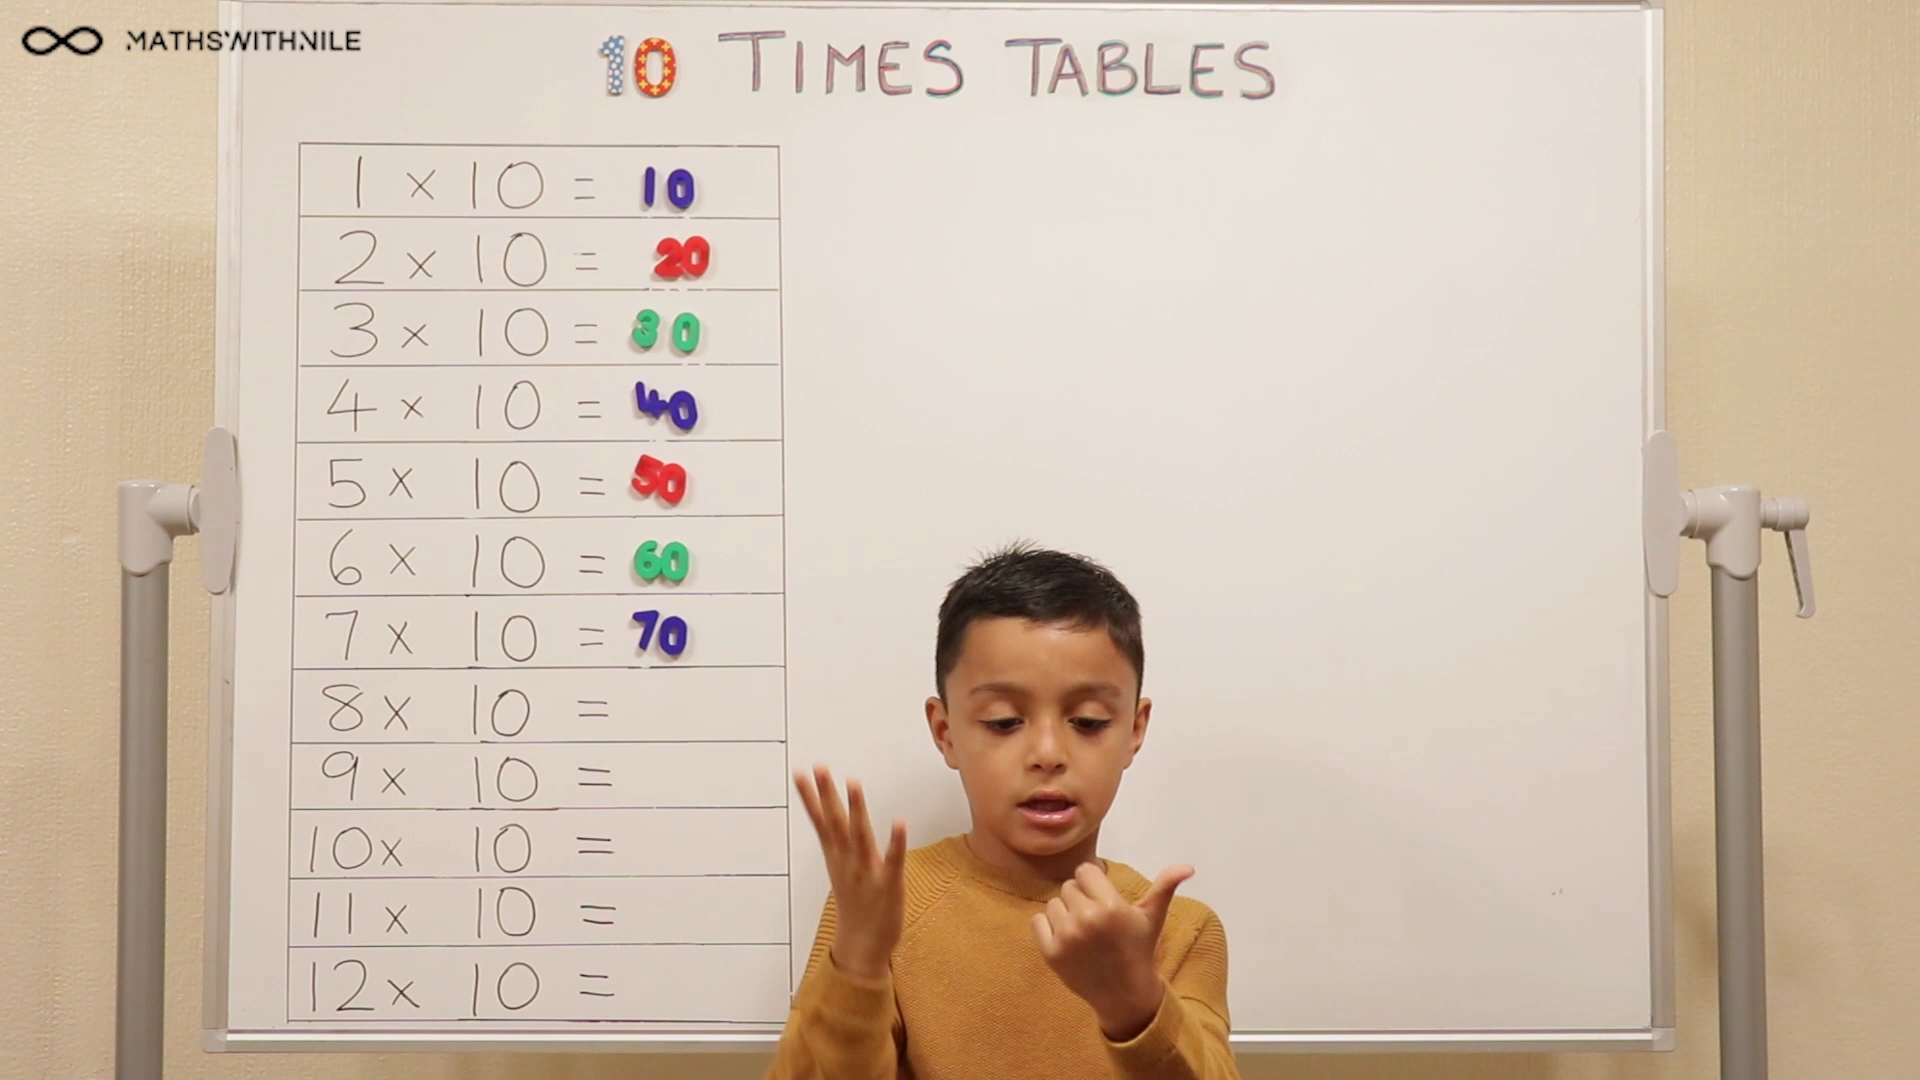 MATHSWITHNILE
10 TIMES TABLES
1 × 10 = 10
2 × 10 = 20
3 × 10 = 30
4 × 10 = 40
5 × 10 = 50
6 × 10 = 60
7 × 10 = 70
8 × 10 =
9 × 10 =
10 × 10 =
11 × 10 =
12 × 10 =